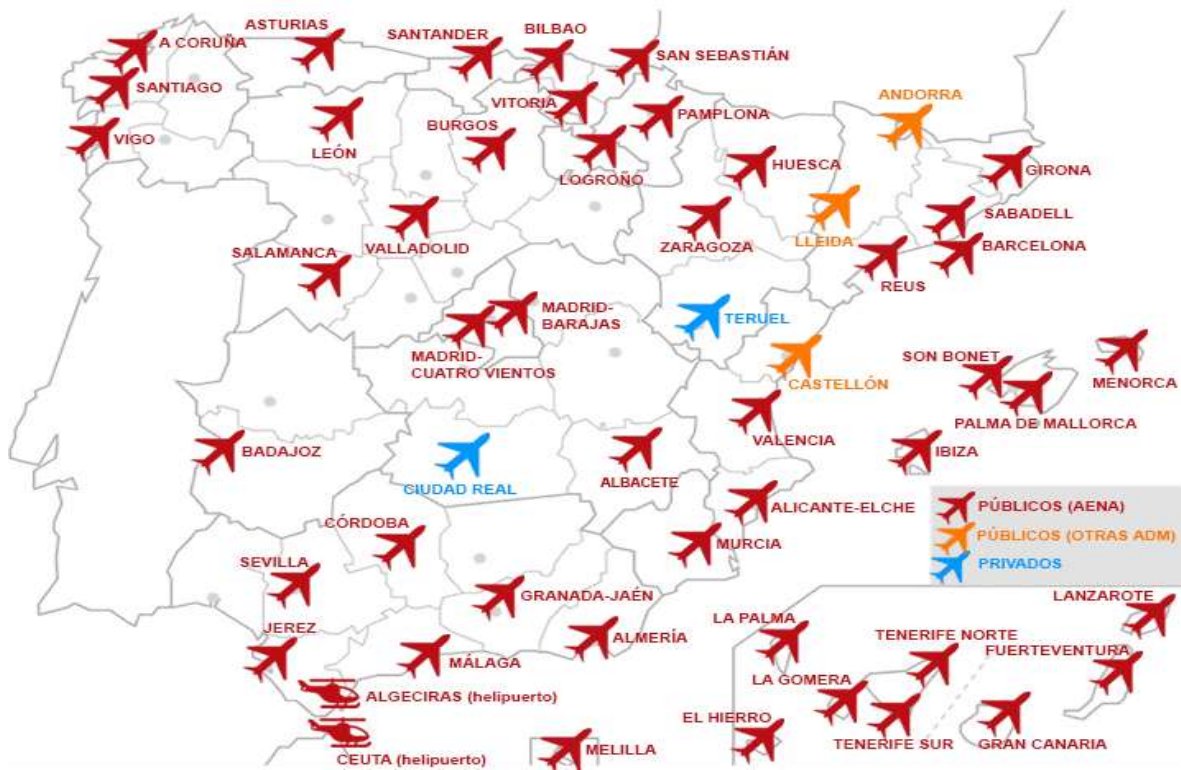 ASTURIAS
SANTANDER
BILBAO
A CORUÑA
SAN SEBASTIÁN
SANTIAGO
VITORIA
ANDORRA
PAMPLONA
BURGOS
VIGO
LEÓN
HUESCA
GIRONA
LOGROÑO
SABADELL
LLEIDA
ZARAGOZA
VALLADOLID
BARCELONA
SALAMANCA
REUS
MADRID-
BARAJAS
TERUEL
MADRID-
CUATRO VIENTOS
SON BONET
CASTELLÓN
MENORCA
PALMA DE MALLORCA
VALENCIA
BADAJOZ
IBIZA
ALBACETE
CIUDAD REAL
ALICANTE-ELCHE
PÚBLICOS (AENA)
CÓRDOBA
PÚBLICOS (OTRAS ADM)
MURCIA
SEVILLA
PRIVADOS
GRANADA-JAÉN
LANZAROTE
LA PALMA
JEREZ
TENERIFE NORTE
ALMERÍA
FUERTEVENTURA
MÁLAGA
LA GOMERA
ALGECIRAS (helipuerto)
EL HIERRO
TENERIFE SUR
GRAN CANARIA
MELILLA
CEUTA (helipuerto)